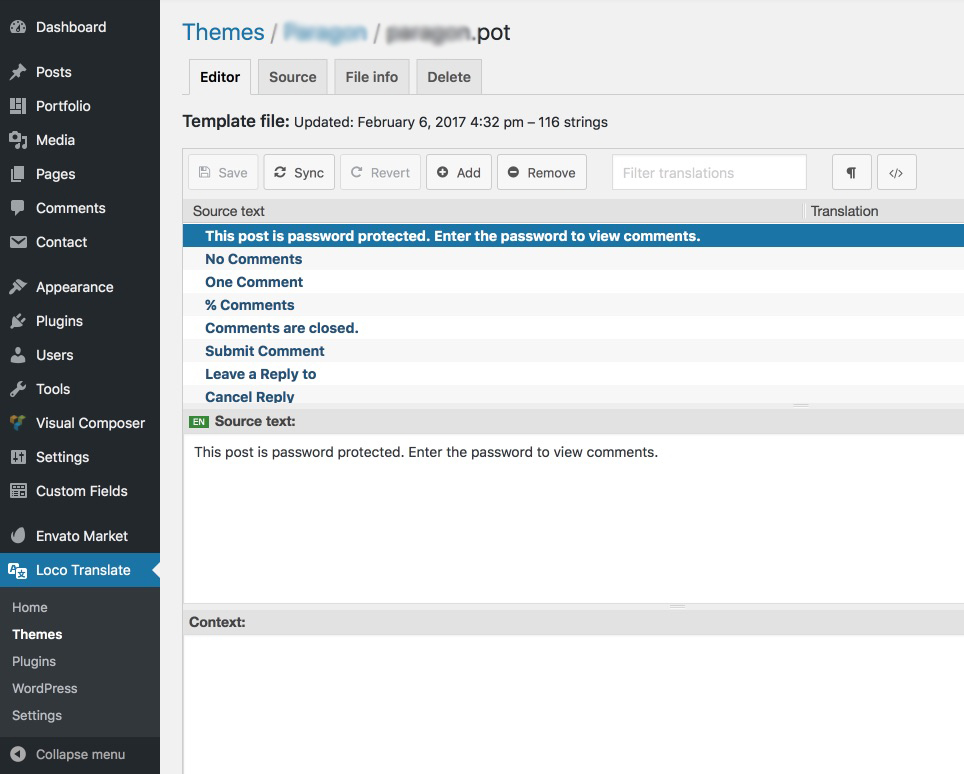 Dashboard
Posts
Portfolio
Media
Pages
Comments
Contact
Appearance
Plugins
Users
Tools
Visual Composer
Settings
Custom Fields
Envato Market
Loco Translate
Home
Themes
Plugins
WordPress
Settings
Collapse menu
Themes / Paragon / paragon.pot
Editor Source File info Delete
Template file: Updated: February 6, 2017 4:32 pm – 116 strings
Save Sync Revert Add Remove Filter translations ¶ </>
Source text Translation
This post is password protected. Enter the password to view comments.
No Comments
One Comment
% Comments
Comments are closed.
Submit Comment
Leave a Reply to
Cancel Reply
EN Source text:
This post is password protected. Enter the password to view comments.
Context: